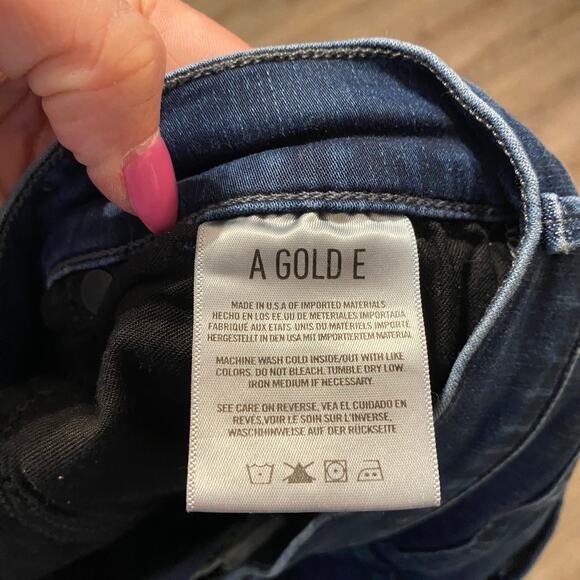 A GOLD E
MADE IN U.S.A OF IMPORTED MATERIALS
HECHO EN LOS EE.UU DE METERIALES IMPORTADA
FABRIQUÉ AUX ETATS-UNIS DU MATÉRIELS IMPORTÉ
HERGESTELLT IN DEN USA MIT IMPORTIERTEM MATERIAL
MACHINE WASH COLD INSIDE/OUT WITH LIKE
COLORS. DO NOT BLEACH. TUMBLE DRY LOW.
IRON MEDIUM IF NECESSARY.
SEE CARE ON REVERSE, VEA EL CUIDADO EN
REVÉS,VOIR LE SOIN SUR L'INVERSE,
WASCHHINWEISE AUF DER RÜCKSEITE